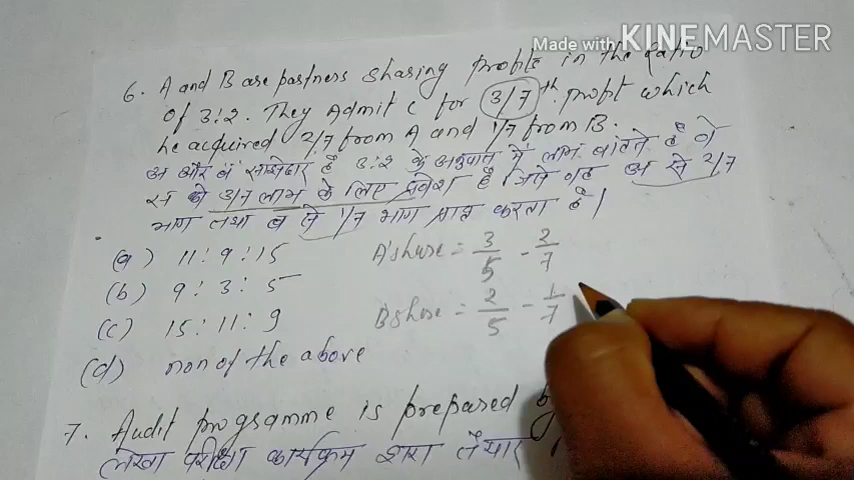 Made with KINEMASTER
6. A and B are partners sharing profit in the Ratio
of 3:2. They Admit C for 3/7th profit which
he acquired 2/7 from A and 1/7 from B.
अ और ब साझेदार है 3:2 के अनुपात में लाभ बांटते है वे
स को 3/7 लाभ के लिए प्रवेश है जिसे वह अ से 2/7
भाग तथा ब से 1/7 भाग प्राप्त करता है।
(a) 11:9:15
(b) 9:3:5
(c) 15:11:9
(d) non of the above
A'share = 3/5 - 2/7
B'share = 2/5 - 1/7
7. Audit programme is prepared
लेखा परीक्षा कार्यक्रम द्वारा तैयार